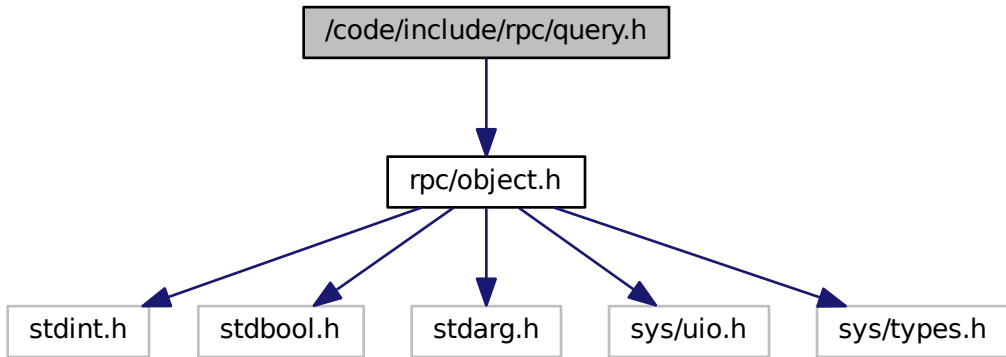 /code/include/rpc/query.h
rpc/object.h
stdint.h
stdbool.h
stdarg.h
sys/uio.h
sys/types.h